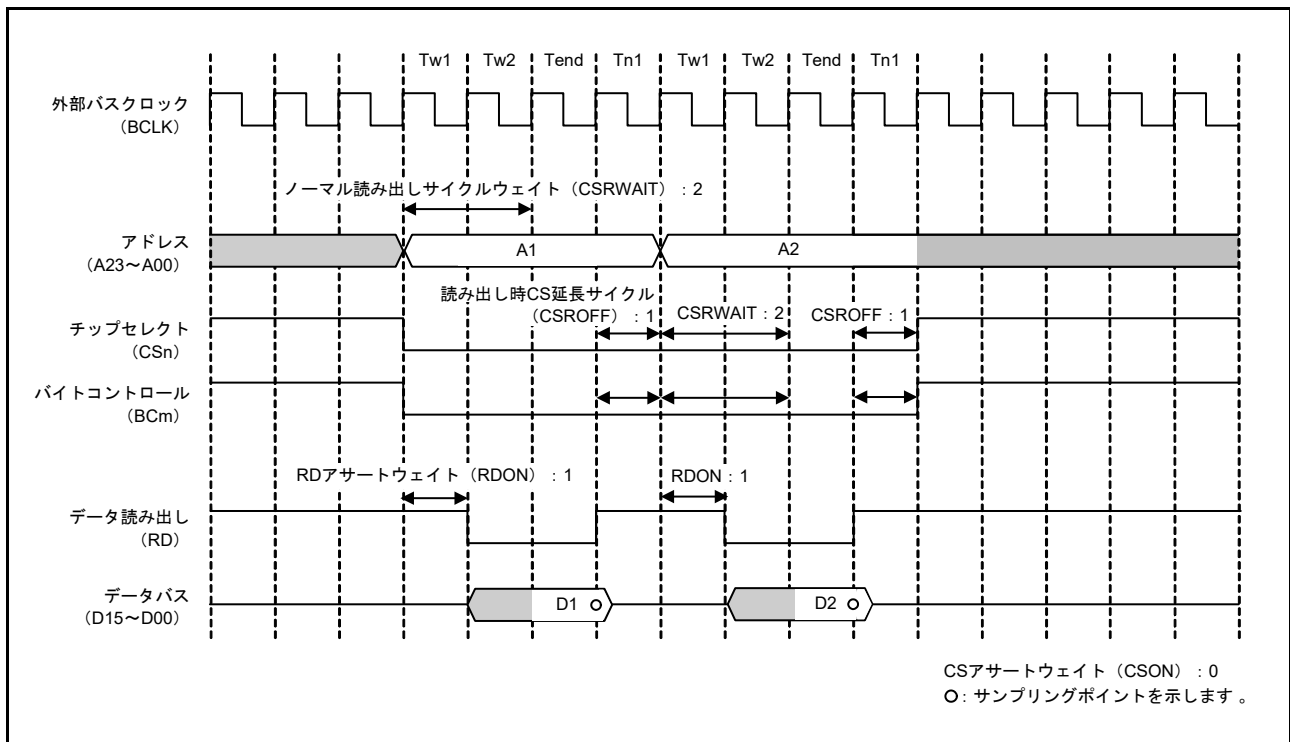 Tw1 Tw2 Tend Tn1 Tw1 Tw2 Tend Tn1
外部バスクロック
（BCLK）
ノーマル読み出しサイクルウェイト（CSRWAIT）：2
アドレス
（A23～A00）
A1
A2
読み出し時CS延長サイクル
（CSROFF）：1
CSRWAIT：2
CSROFF：1
チップセレクト
（CSn）
バイトコントロール
（BCm）
RDアサートウェイト（RDON）：1
RDON：1
データ読み出し
（RD）
データバス
（D15～D00）
D1
D2
CSアサートウェイト（CSON）：0
○：サンプリングポイントを示します。